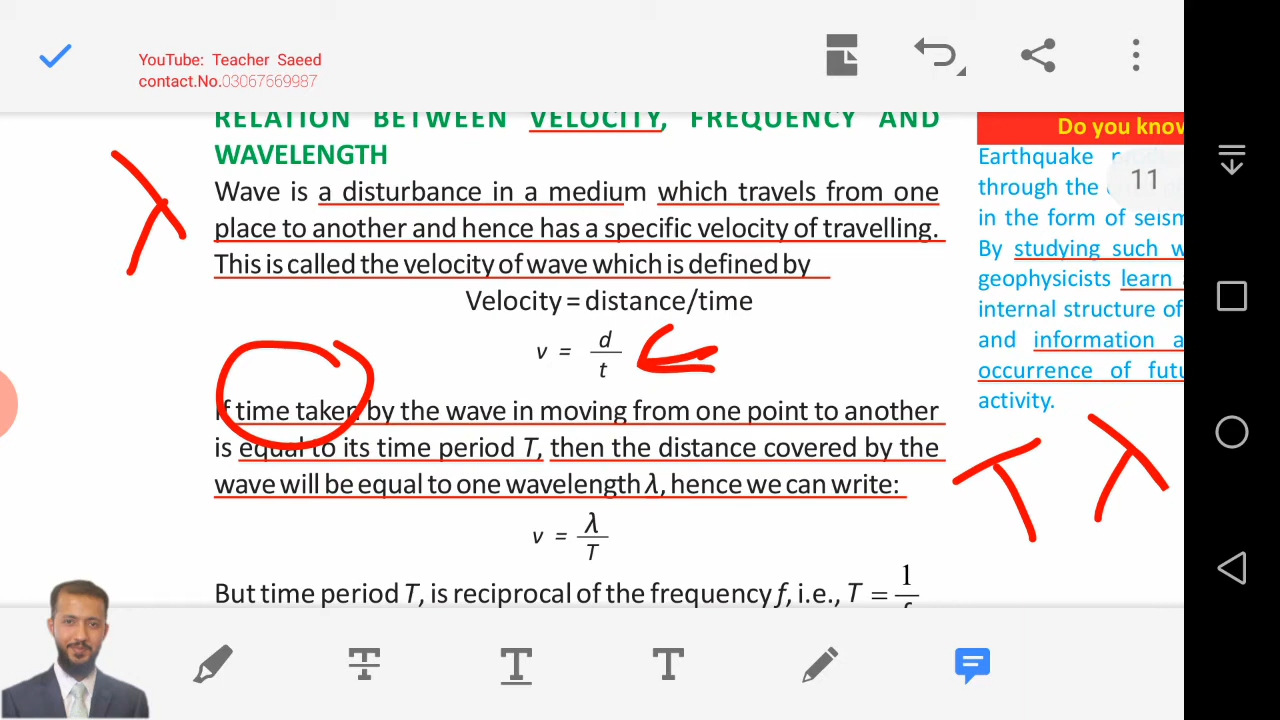 YouTube: Teacher Saeed
contact.No.03067669987
RELATION BETWEEN VELOCITY, FREQUENCY AND
WAVELENGTH
Wave is a disturbance in a medium which travels from one
place to another and hence has a specific velocity of travelling.
This is called the velocity of wave which is defined by
Velocity = distance/time
v = d/t
If time taken by the wave in moving from one point to another
is equal to its time period T, then the distance covered by the
wave will be equal to one wavelength λ, hence we can write:
v = λ/T
But time period T, is reciprocal of the frequency f, i.e., T = 1
Do you know
Earthquake
through the
in the form of seism
By studying such w
geophysicists learn
internal structure of
and information a
occurrence of futu
activity.
11
λ
T λ